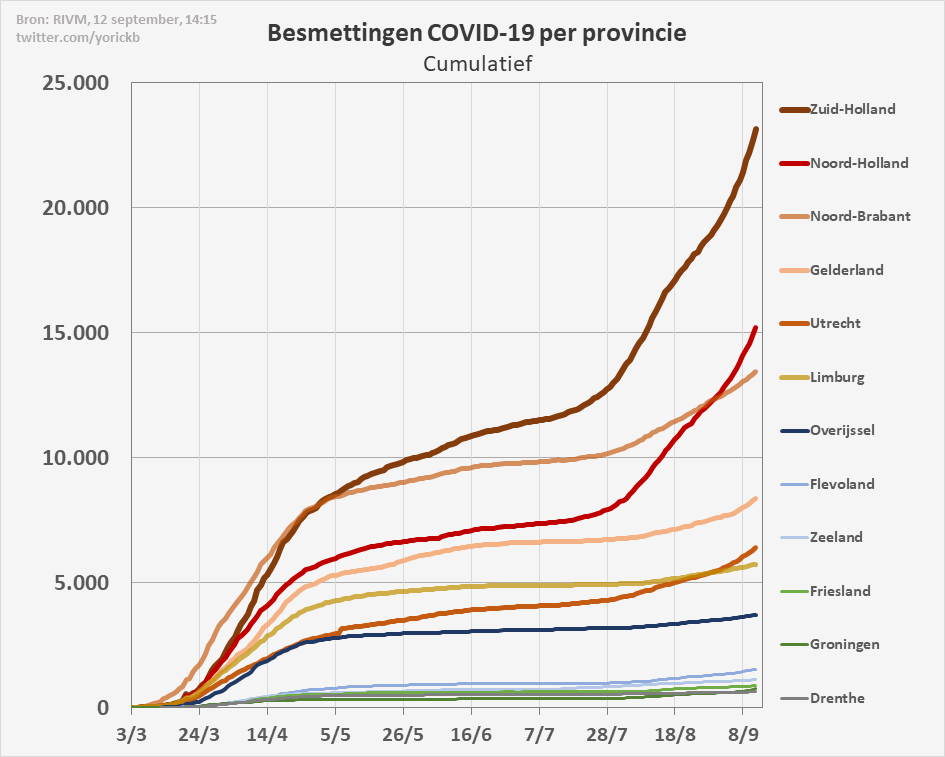 Bron: RIVM, 12 september, 14:15
twitter.com/yorickb
Besmettingen COVID-19 per provincie
Cumulatief
25.000
20.000
15.000
10.000
5.000
0
3/3 24/3 14/4 5/5 26/5 16/6 7/7 28/7 18/8 8/9
Zuid-Holland
Noord-Holland
Noord-Brabant
Gelderland
Utrecht
Limburg
Overijssel
Flevoland
Zeeland
Friesland
Groningen
Drenthe